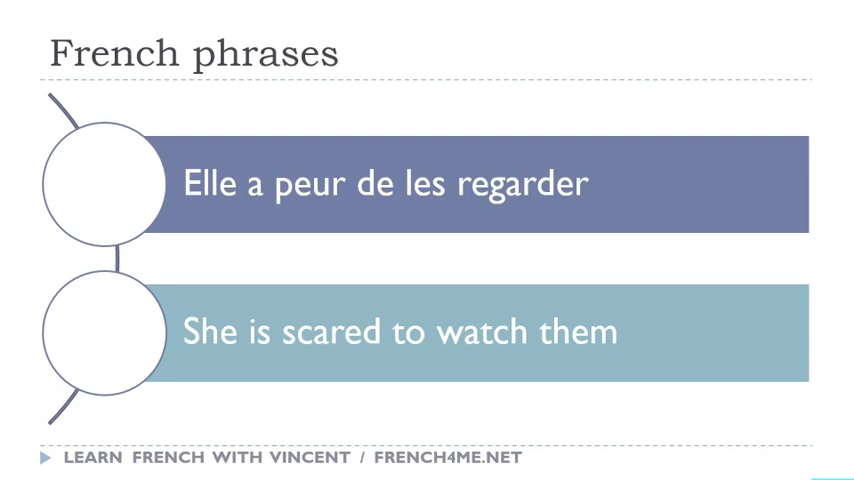 French phrases
Elle a peur de les regarder
She is scared to watch them
LEARN FRENCH WITH VINCENT / FRENCH4ME.NET